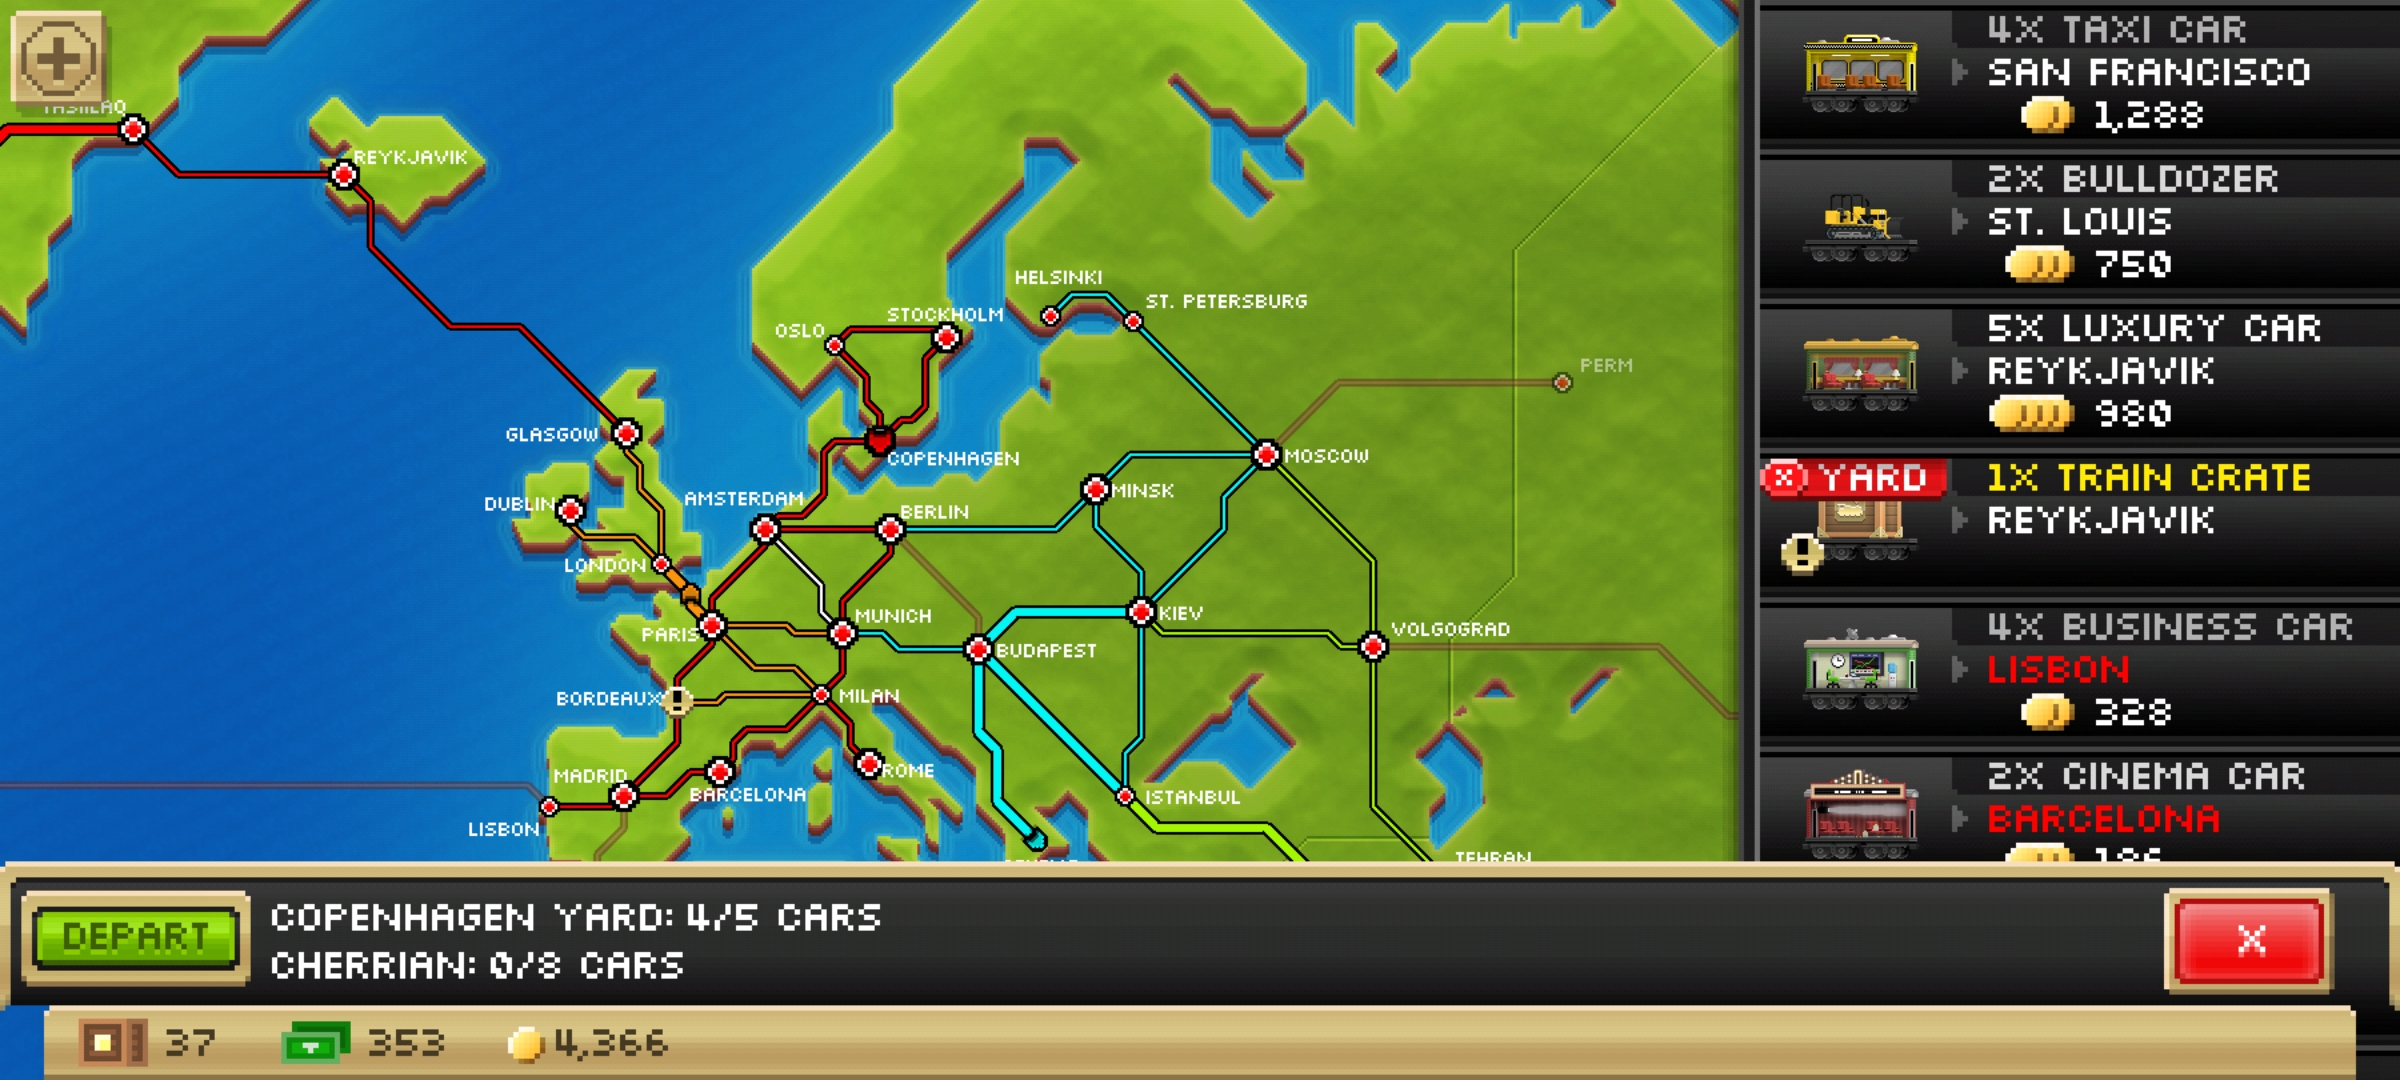 REYKJAVIK
HELSINKI
ST. PETERSBURG
STOCKHOLM
OSLO
PERM
GLASGOW
COPENHAGEN
MOSCOW
MINSK
AMSTERDAM
DUBLIN
BERLIN
LONDON
KIEV
MUNICH
PARIS
VOLGOGRAD
BUDAPEST
BORDEAUX
MILAN
ROME
MADRID
BARCELONA
ISTANBUL
LISBON
TEHRAN
4X TAXI CAR
SAN FRANCISCO
1,288
2X BULLDOZER
ST. LOUIS
750
5X LUXURY CAR
REYKJAVIK
980
YARD
1X TRAIN CRATE
REYKJAVIK
4X BUSINESS CAR
LISBON
328
2X CINEMA CAR
BARCELONA
DEPART
COPENHAGEN YARD: 4/5 CARS
CHERRIAN: 0/8 CARS
X
37
353
4,366